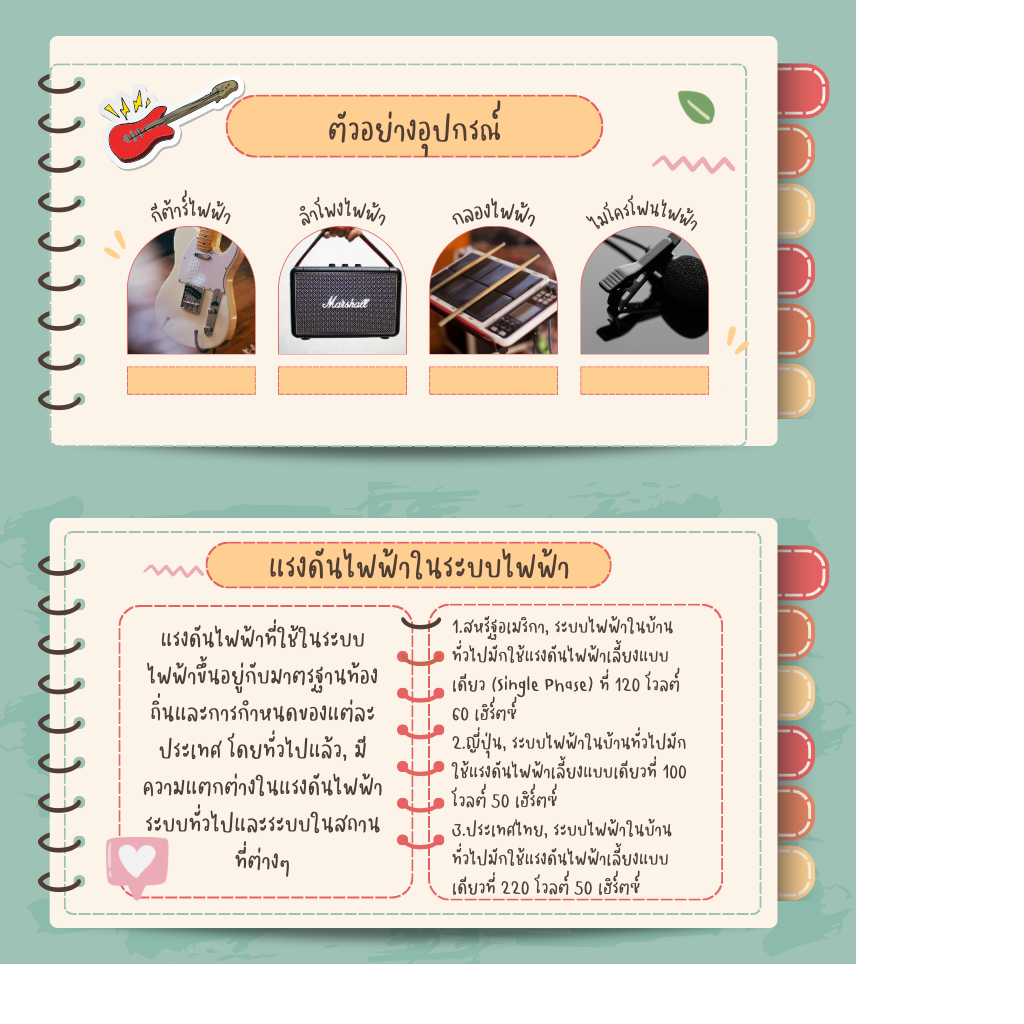 ตัวอย่างอุปกรณ์
กีต้าร์ไฟฟ้า
ลำโพงไฟฟ้า
กลองไฟฟ้า
ไมโครโฟนไฟฟ้า
Marshall
แรงดันไฟฟ้าในระบบไฟฟ้า
แรงดันไฟฟ้าที่ใช้ในระบบ
ไฟฟ้าขึ้นอยู่กับมาตรฐานท้อง
ถิ่นและการกำหนดของแต่ละ
ประเทศ โดยทั่วไปแล้ว, มี
ความแตกต่างในแรงดันไฟฟ้า
ระบบทั่วไปและระบบในสถาน
ที่ต่างๆ
1.สหรัฐอเมริกา, ระบบไฟฟ้าในบ้าน
ทั่วไปมักใช้แรงดันไฟฟ้าเลี้ยงแบบ
เดียว (Single Phase) ที่ 120 โวลต์
60 เฮิร์ตซ์
2.ญี่ปุ่น, ระบบไฟฟ้าในบ้านทั่วไปมัก
ใช้แรงดันไฟฟ้าเลี้ยงแบบเดียวที่ 100
โวลต์ 50 เฮิร์ตซ์
3.ประเทศไทย, ระบบไฟฟ้าในบ้าน
ทั่วไปมักใช้แรงดันไฟฟ้าเลี้ยงแบบ
เดียวที่ 220 โวลต์ 50 เฮิร์ตซ์